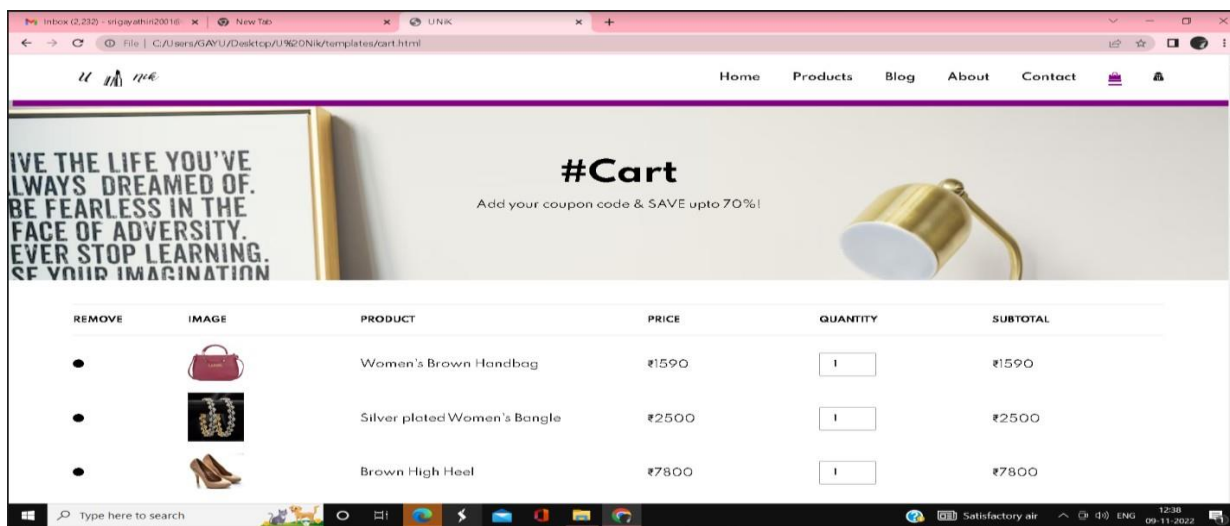 Inbox (2,232) - srigayathiri20016
New Tab
UNiK
File | C:/Users/GAYU/Desktop/U%20Nik/templates/cart.html
U nik
Home Products Blog About Contact
IVE THE LIFE YOU'VE
LWAYS DREAMED OF.
BE FEARLESS IN THE
FACE OF ADVERSITY.
EVER STOP LEARNING.
SE YOUR IMAGINATION
#Cart
Add your coupon code & SAVE upto 70%!
REMOVE IMAGE PRODUCT PRICE QUANTITY SUBTOTAL
Women's Brown Handbag ₹1590 1 ₹1590
Silver plated Women's Bangle ₹2500 1 ₹2500
Brown High Heel ₹7800 1 ₹7800
Type here to search
Satisfactory air ENG 12:38
09-11-2022